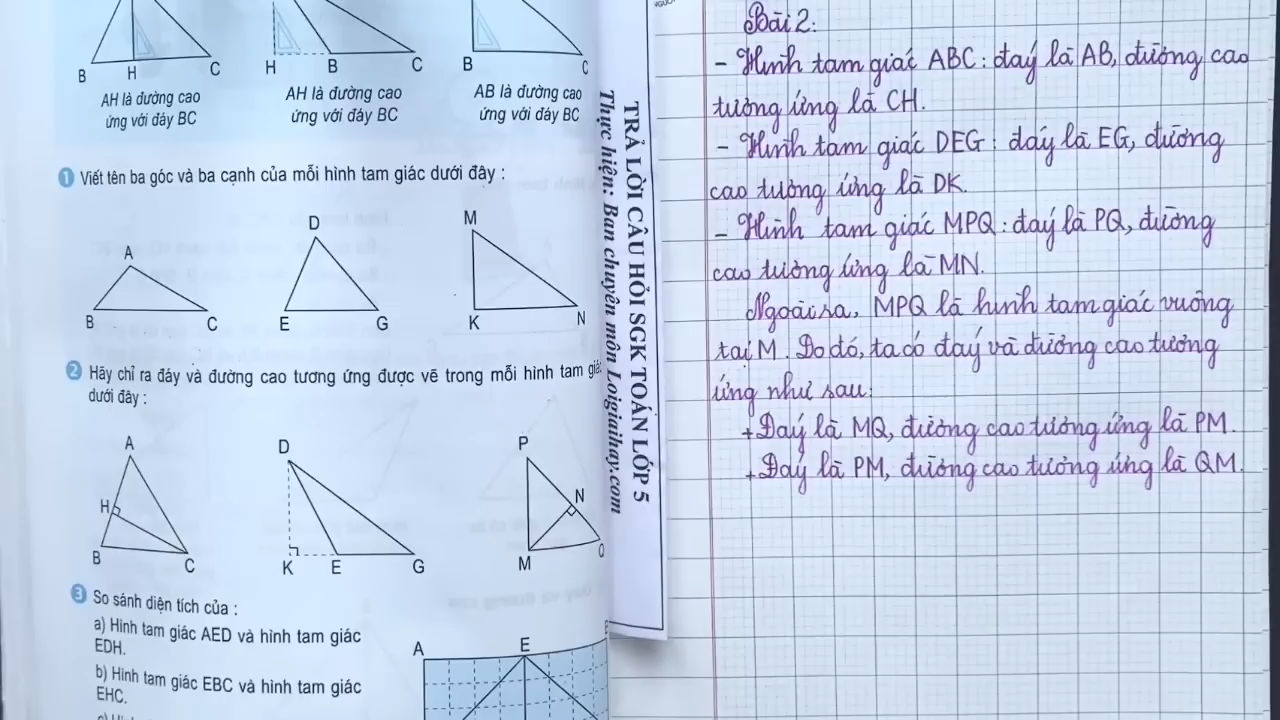 B
H
C
H
B
C
B
C
AH là đường cao
ứng với đáy BC
AH là đường cao
ứng với đáy BC
AB là đường cao
ứng với đáy BC
1 Viết tên ba góc và ba cạnh của mỗi hình tam giác dưới đây :
A
B
C
D
E
G
M
K
N
2 Hãy chỉ ra đáy và đường cao tương ứng được vẽ trong mỗi hình tam giác
dưới đây :
A
H
B
C
D
K
E
G
P
N
M
Q
3 So sánh diện tích của :
a) Hình tam giác AED và hình tam giác
EDH.
b) Hình tam giác EBC và hình tam giác
EHC.
A
E
TRẢ LỜI CÂU HỎI SGK TOÁN LỚP 5
Thực hiện: Ban chuyên môn Loigiaihay.com
Bài 2:
- Hình tam giác ABC: đáy là AB, đường cao
tương ứng là CH.
- Hình tam giác DEG: đáy là EG, đường
cao tương ứng là DK.
- Hình tam giác MPQ: đáy là PQ, đường
cao tương ứng là MN.
Ngoài ra, MPQ là hình tam giác vuông
tại M. Do đó, ta có đáy và đường cao tương
ứng như sau:
+ Đáy là MQ, đường cao tương ứng là PM.
+ Đáy là PM, đường cao tương ứng là QM.